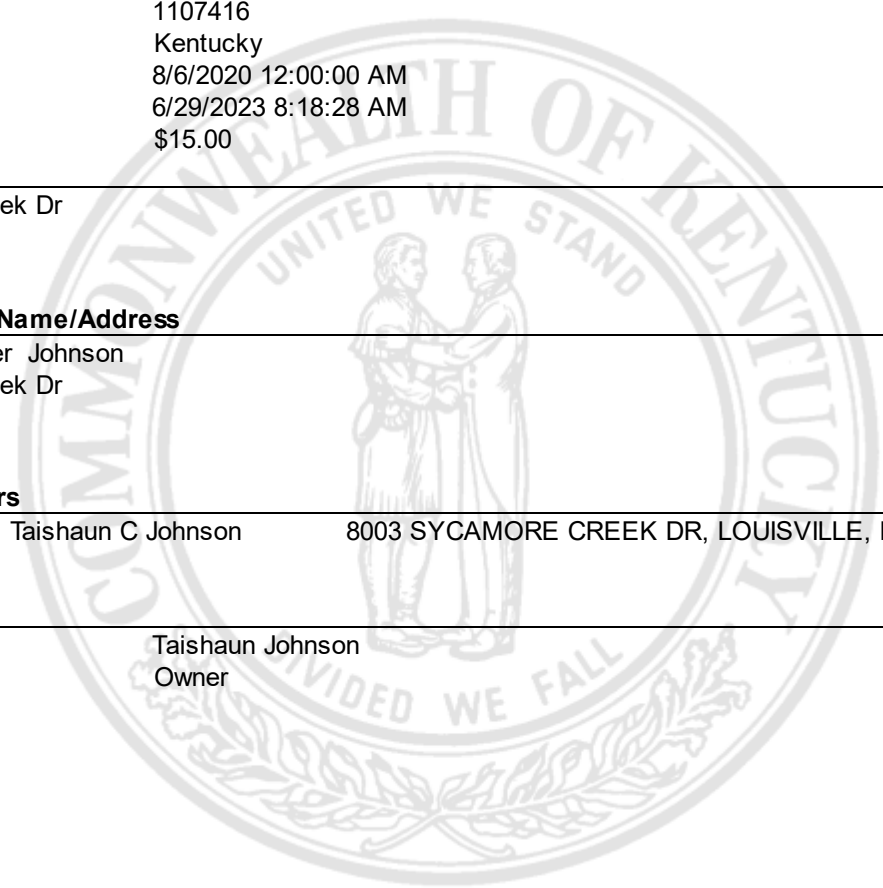 1107416
Kentucky
8/6/2020 12:00:00 AM
6/29/2023 8:18:28 AM
$15.00
COMMONWEALTH OF KENTUCKY
UNITED WE STAND
ek Dr
Name/Address
er Johnson
ek Dr
rs
Taishaun C Johnson 8003 SYCAMORE CREEK DR, LOUISVILLE,
Taishaun Johnson
Owner
DIVIDED WE FALL